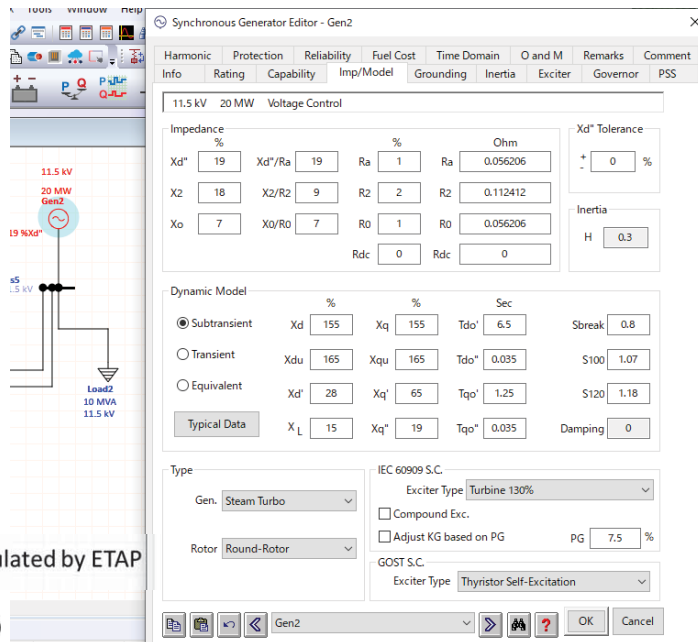 Tools Window Help
Synchronous Generator Editor - Gen2
Harmonic Protection Reliability Fuel Cost Time Domain O and M Remarks Comment
Info Rating Capability Imp/Model Grounding Inertia Exciter Governor PSS
11.5 kV 20 MW Voltage Control
Impedance
% % Ohm
Xd" 19 Xd"/Ra 19 Ra 1 Ra 0.056206
X2 18 X2/R2 9 R2 2 R2 0.112412
Xo 7 X0/R0 7 R0 1 R0 0.056206
Rdc 0 Rdc 0
Xd" Tolerance
+ - 0 %
Inertia
H 0.3
Dynamic Model
% % Sec
Subtransient Xd 155 Xq 155 Tdo' 6.5 Sbreak 0.8
Transient Xdu 165 Xqu 165 Tdo" 0.035 S100 1.07
Equivalent Xd' 28 Xq' 65 Tqo' 1.25 S120 1.18
Typical Data XL 15 Xq" 19 Tqo" 0.035 Damping 0
Type
Gen. Steam Turbo
Rotor Round-Rotor
IEC 60909 S.C.
Exciter Type Turbine 130%
Compound Exc.
Adjust KG based on PG PG 7.5 %
GOST S.C.
Exciter Type Thyristor Self-Excitation
Gen2 ? OK Cancel
P Q P Q
11.5 kV
20 MW
Gen2
19 %Xd"
s5
.5 kV
Load2
10 MVA
11.5 kV
ulated by ETAP